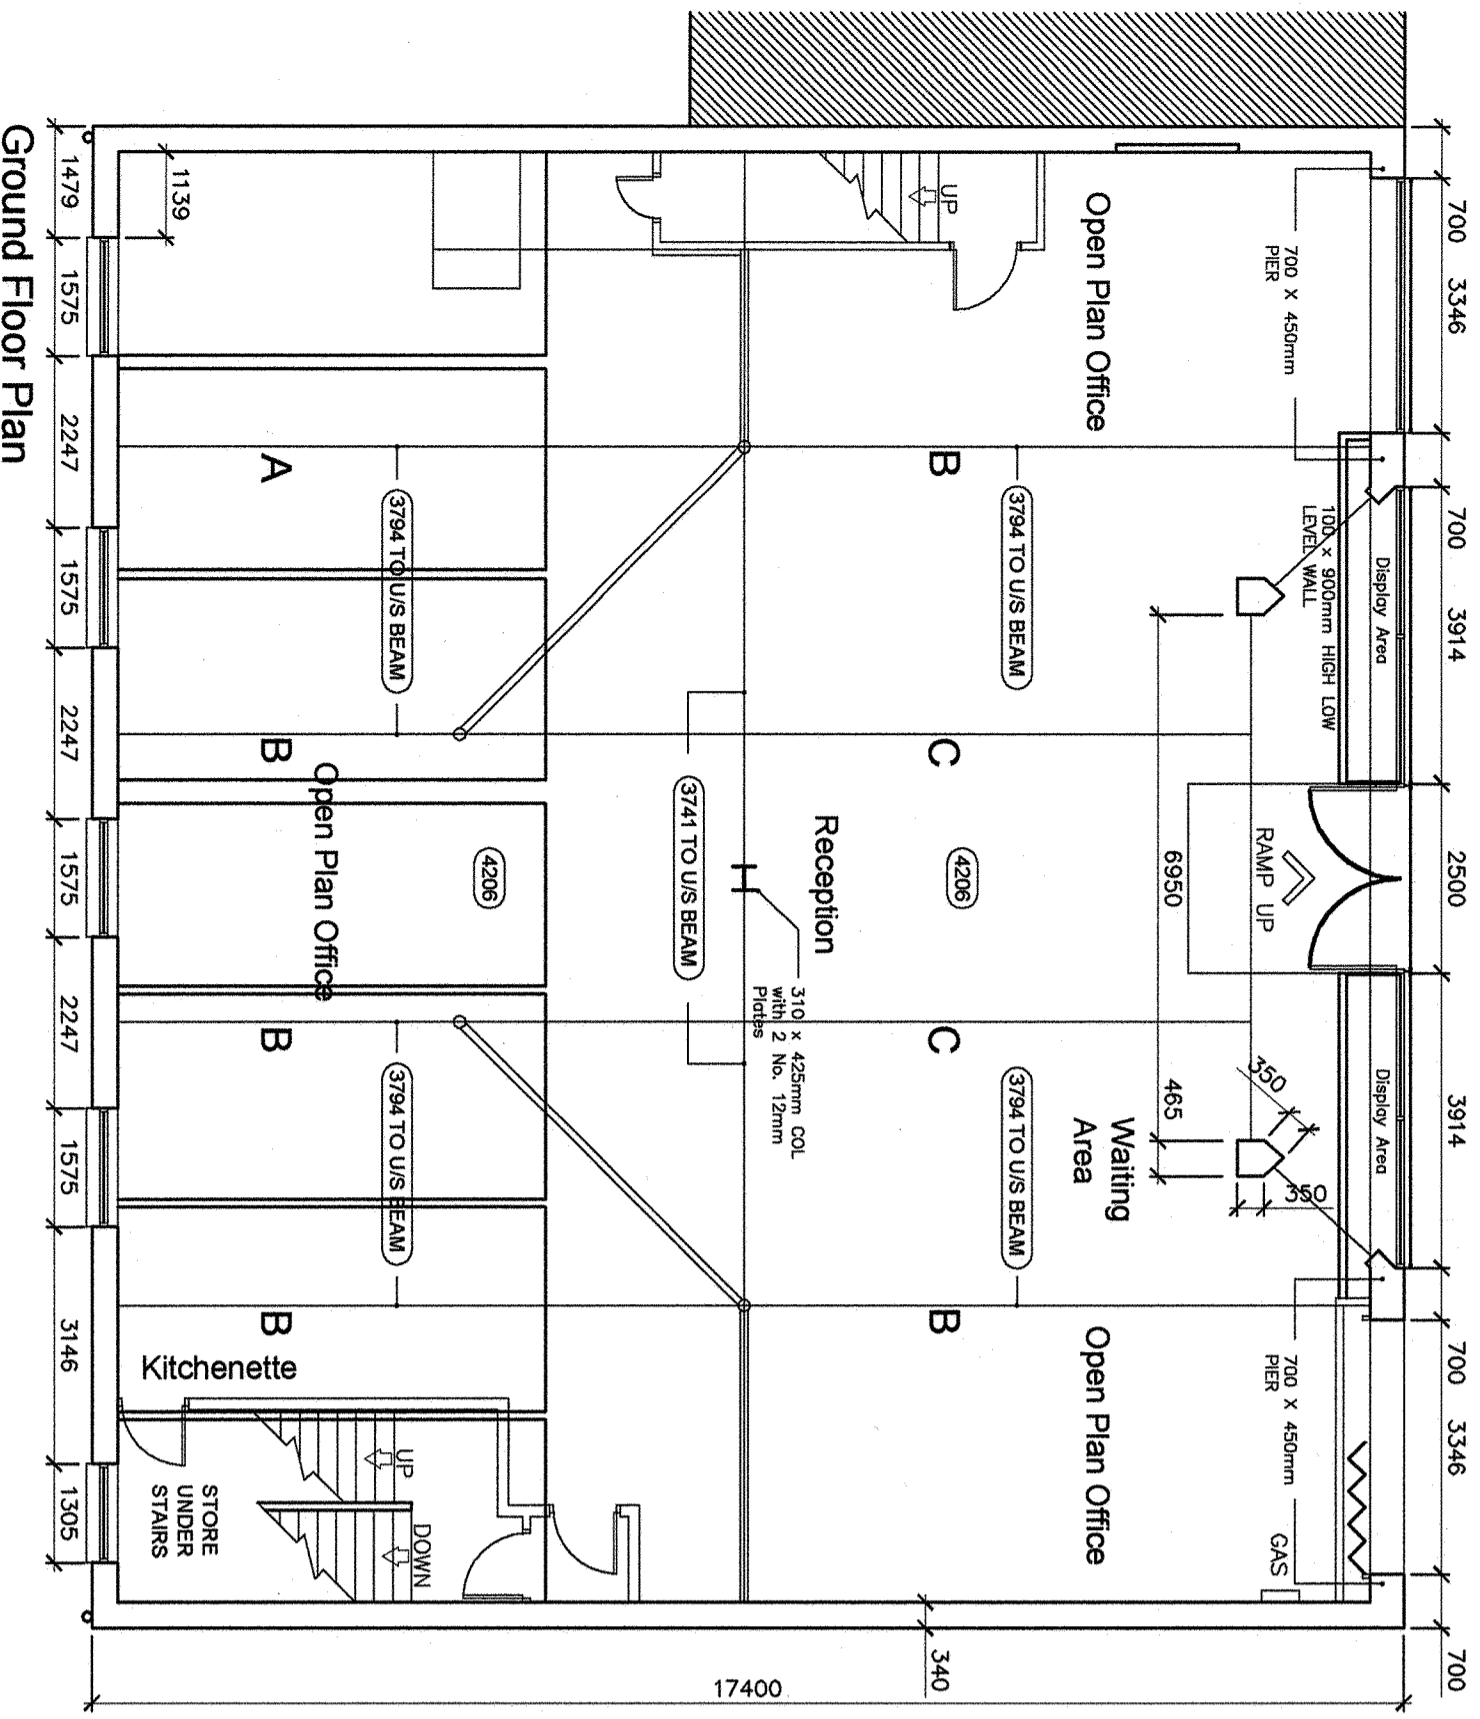 700
3346
700
3914
2500
3914
700
3346
700
700 X 450mm
PIER
Display Area
100 x 900mm HIGH LOW
LEVEL WALL
RAMP UP
Display Area
350
350
700 X 450mm
PIER
GAS
6950
465
Open Plan Office
Waiting
Area
Open Plan Office
3794 TO U/S BEAM
3794 TO U/S BEAM
UP
B
C
4206
C
B
340
Reception
310 x 425mm COL
with 2 No. 12mm
Plates
3741 TO U/S BEAM
17400
4206
3794 TO U/S BEAM
3794 TO U/S BEAM
UP
DOWN
Open Plan Office
A
B
B
B
Kitchenette
STORE
UNDER
STAIRS
1139
1479
1575
2247
1575
2247
1575
2247
1575
3146
1305
Ground Floor Plan